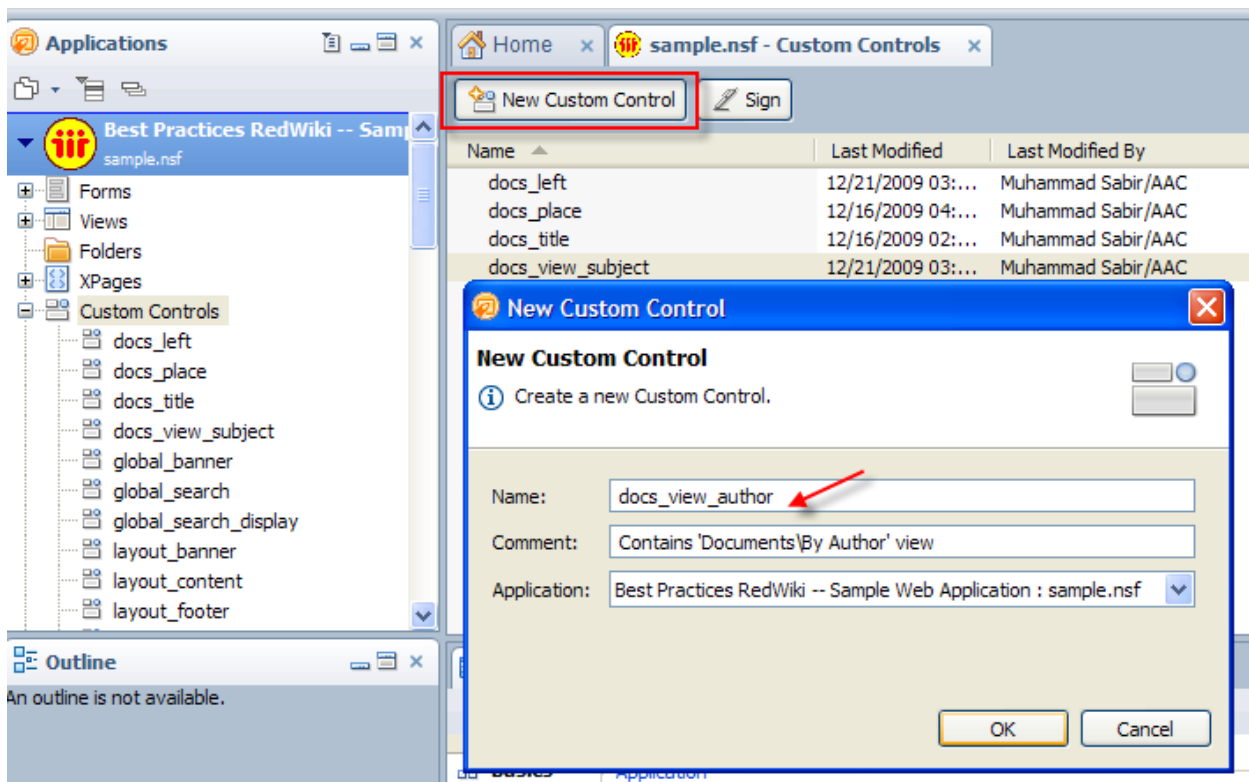 Applications
Home
sample.nsf - Custom Controls
Best Practices RedWiki -- Sam
sample.nsf
New Custom Control
Sign
Name
Last Modified
Last Modified By
docs_left
12/21/2009 03:...
Muhammad Sabir/AAC
docs_place
12/16/2009 04:...
Muhammad Sabir/AAC
docs_title
12/16/2009 02:...
Muhammad Sabir/AAC
docs_view_subject
12/21/2009 03:...
Muhammad Sabir/AAC
Forms
Views
Folders
XPages
Custom Controls
docs_left
docs_place
docs_title
docs_view_subject
global_banner
global_search
global_search_display
layout_banner
layout_content
layout_footer
Outline
An outline is not available.
New Custom Control
New Custom Control
Create a new Custom Control.
Name:
docs_view_author
Comment:
Contains 'Documents\By Author' view
Application:
Best Practices RedWiki -- Sample Web Application : sample.nsf
OK
Cancel
Basics
Application